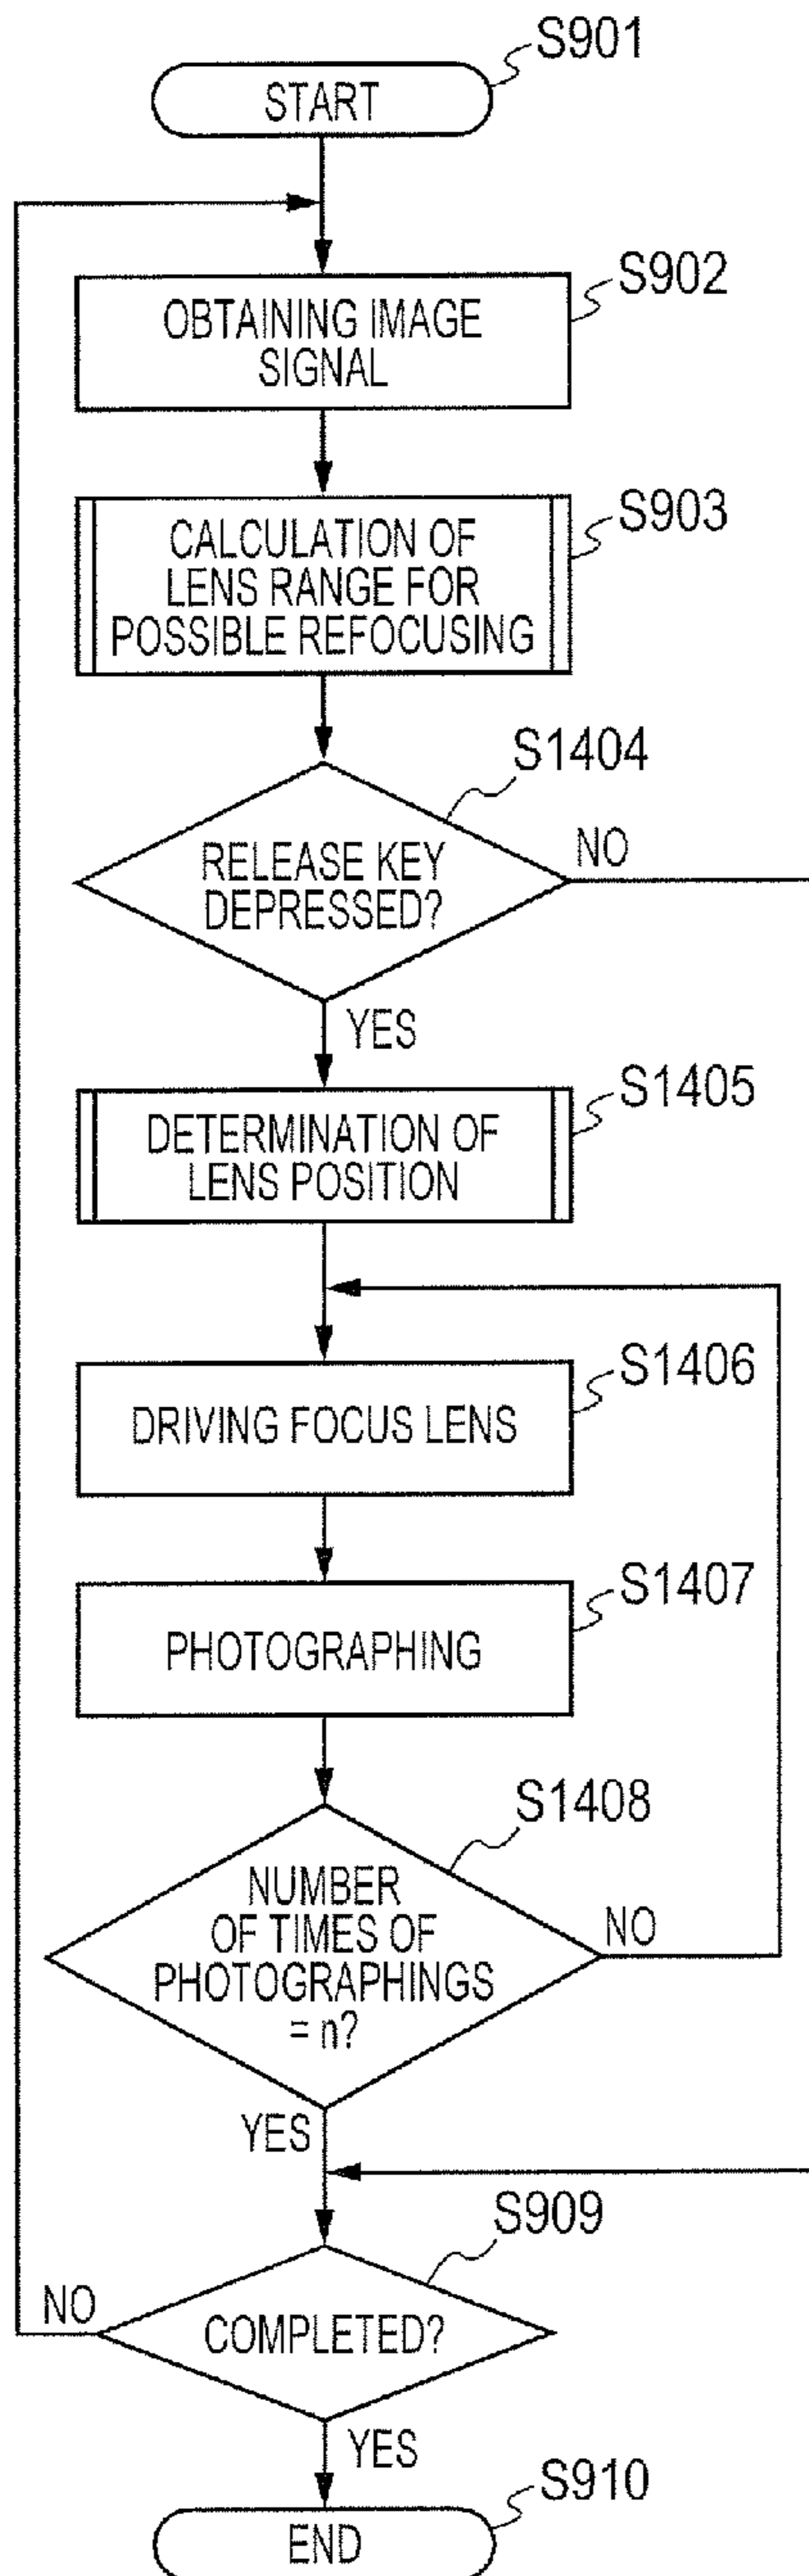 S901
START
S902
OBTAINING IMAGE
SIGNAL
S903
CALCULATION OF
LENS RANGE FOR
POSSIBLE REFOCUSING
S1404
RELEASE KEY
DEPRESSED?
NO
YES
S1405
DETERMINATION OF
LENS POSITION
S1406
DRIVING FOCUS LENS
S1407
PHOTOGRAPHING
S1408
NUMBER
OF TIMES OF
PHOTOGRAPHINGS
= n?
NO
YES
S909
NO
COMPLETED?
YES
S910
END